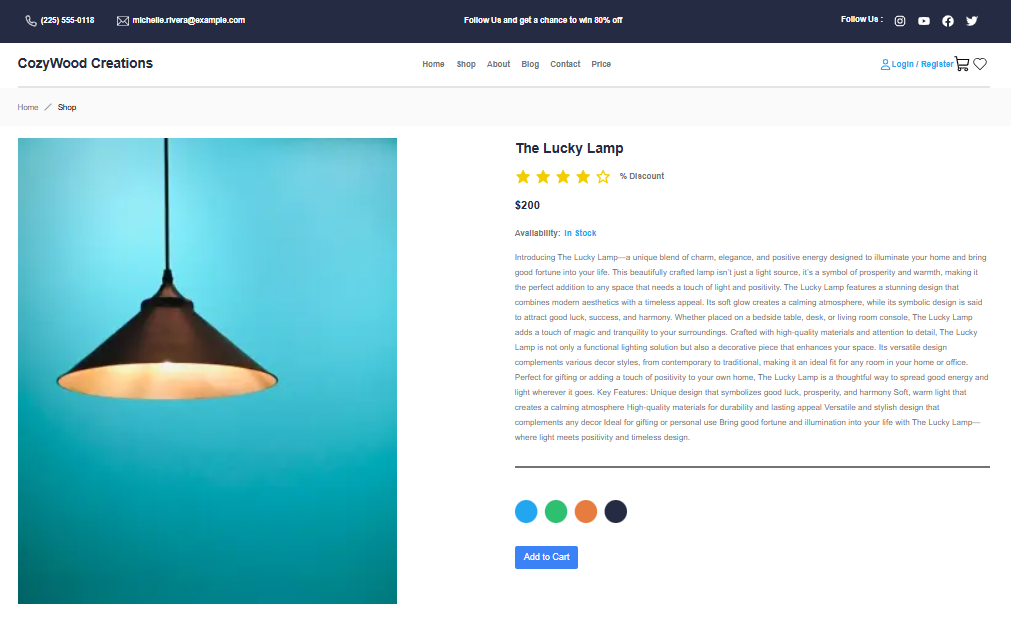 (225) 555-0118
michelle.rivera@example.com
Follow Us and get a chance to win 80% off
Follow Us :
CozyWood Creations
Home
Shop
About
Blog
Contact
Price
Login / Register
Home / Shop
The Lucky Lamp
% Discount
$200
Availability: In Stock
Introducing The Lucky Lamp—a unique blend of charm, elegance, and positive energy designed to illuminate your home and bring
good fortune into your life. This beautifully crafted lamp isn't just a light source, it's a symbol of prosperity and warmth, making it
the perfect addition to any space that needs a touch of light and positivity. The Lucky Lamp features a stunning design that
combines modern aesthetics with a timeless appeal. Its soft glow creates a calming atmosphere, while its symbolic design is said
to attract good luck, success, and harmony. Whether placed on a bedside table, desk, or living room console, The Lucky Lamp
adds a touch of magic and tranquility to your surroundings. Crafted with high-quality materials and attention to detail, The Lucky
Lamp is not only a functional lighting solution but also a decorative piece that enhances your space. Its versatile design
complements various decor styles, from contemporary to traditional, making it an ideal fit for any room in your home or office.
Perfect for gifting or adding a touch of positivity to your own home, The Lucky Lamp is a thoughtful way to spread good energy and
light wherever it goes. Key Features: Unique design that symbolizes good luck, prosperity, and harmony Soft, warm light that
creates a calming atmosphere High-quality materials for durability and lasting appeal Versatile and stylish design that
complements any decor Ideal for gifting or personal use Bring good fortune and illumination into your life with The Lucky Lamp—
where light meets positivity and timeless design.
Add to Cart